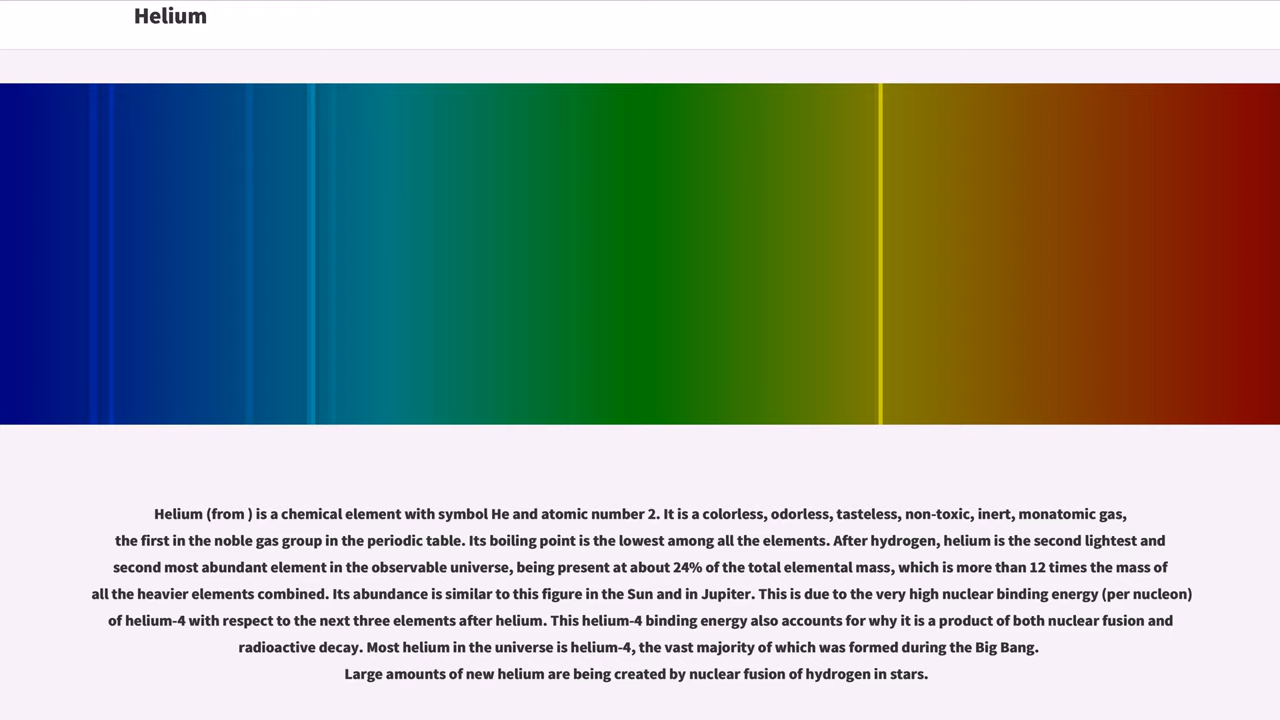 Helium
Helium (from ) is a chemical element with symbol He and atomic number 2. It is a colorless, odorless, tasteless, non-toxic, inert, monatomic gas,
the first in the noble gas group in the periodic table. Its boiling point is the lowest among all the elements. After hydrogen, helium is the second lightest and
second most abundant element in the observable universe, being present at about 24% of the total elemental mass, which is more than 12 times the mass of
all the heavier elements combined. Its abundance is similar to this figure in the Sun and in Jupiter. This is due to the very high nuclear binding energy (per nucleon)
of helium-4 with respect to the next three elements after helium. This helium-4 binding energy also accounts for why it is a product of both nuclear fusion and
radioactive decay. Most helium in the universe is helium-4, the vast majority of which was formed during the Big Bang.
Large amounts of new helium are being created by nuclear fusion of hydrogen in stars.